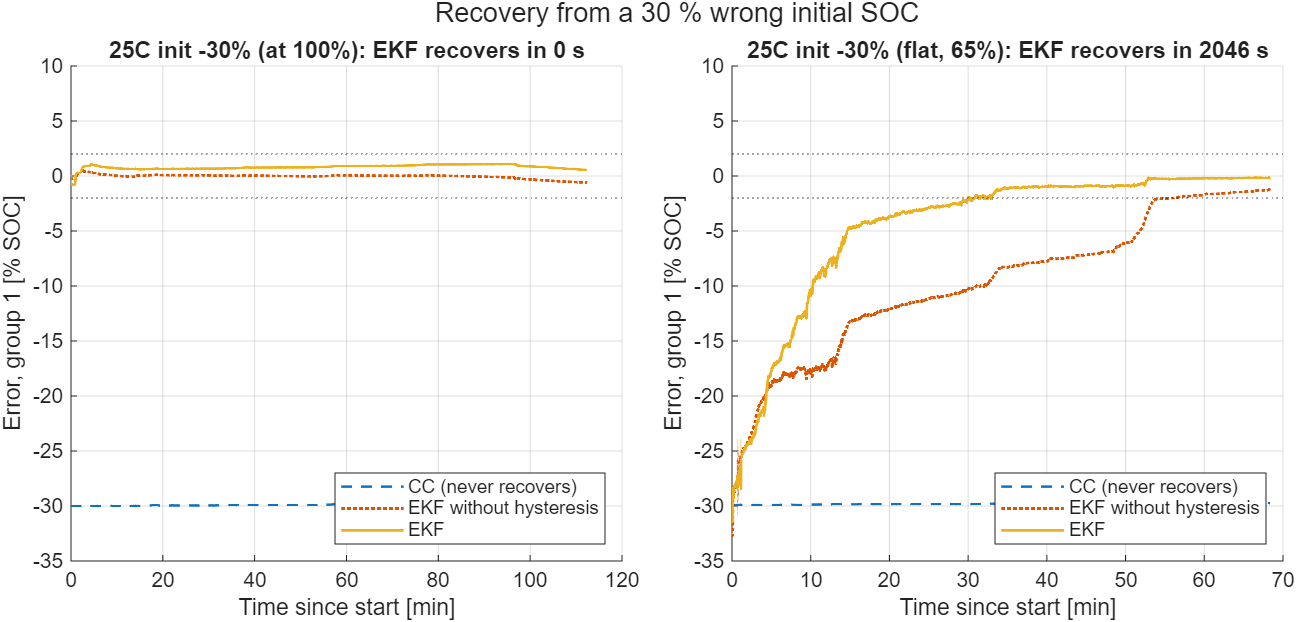 Recovery from a 30 % wrong initial SOC
25C init -30% (at 100%): EKF recovers in 0 s
10
5
0
-5
-10
-15
-20
-25
-30
-35
Error, group 1 [% SOC]
0
20
40
60
80
100
120
Time since start [min]
CC (never recovers)
EKF without hysteresis
EKF
25C init -30% (flat, 65%): EKF recovers in 2046 s
10
5
0
-5
-10
-15
-20
-25
-30
-35
Error, group 1 [% SOC]
0
10
20
30
40
50
60
70
Time since start [min]
CC (never recovers)
EKF without hysteresis
EKF